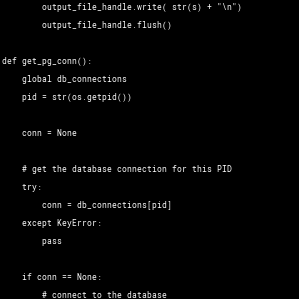 output_file_handle.write( str(s) + "\n")
        output_file_handle.flush()
def get_pg_conn():
    global db_connections
    pid = str(os.getpid())
    conn = None
    # get the database connection for this PID
    try:
        conn = db_connections[pid]
    except KeyError:
        pass
    if conn == None:
        # connect to the database